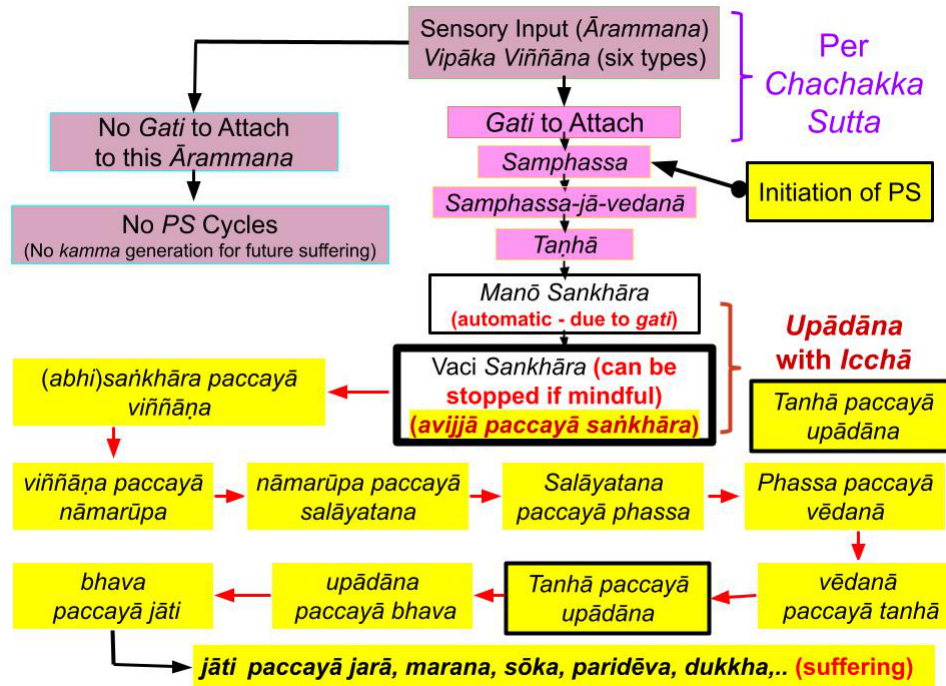 Sensory Input (Ārammana)
Vipāka Viññāna (six types)
Per
Chachakka
Sutta
No Gati to Attach
to this Ārammana
Gati to Attach
Samphassa
Initiation of PS
Samphassa-jā-vedanā
No PS Cycles
(No kamma generation for future suffering)
Taṇhā
Manō Sankhāra
(automatic - due to gati)
Upādāna
with Icchā
Vaci Sankhāra (can be
stopped if mindful)
(avijjā paccayā saṅkhāra)
Tanhā paccayā
upādāna
(abhi)saṅkhāra paccayā
viññāṇa
viññāṇa paccayā
nāmarūpa
nāmarūpa paccayā
salāyatana
Salāyatana
paccayā phassa
Phassa paccayā
vēdanā
bhava
paccayā jāti
upādāna
paccayā bhava
Tanhā paccayā
upādāna
vēdanā
paccayā tanhā
jāti paccayā jarā, marana, sōka, paridēva, dukkha,.. (suffering)